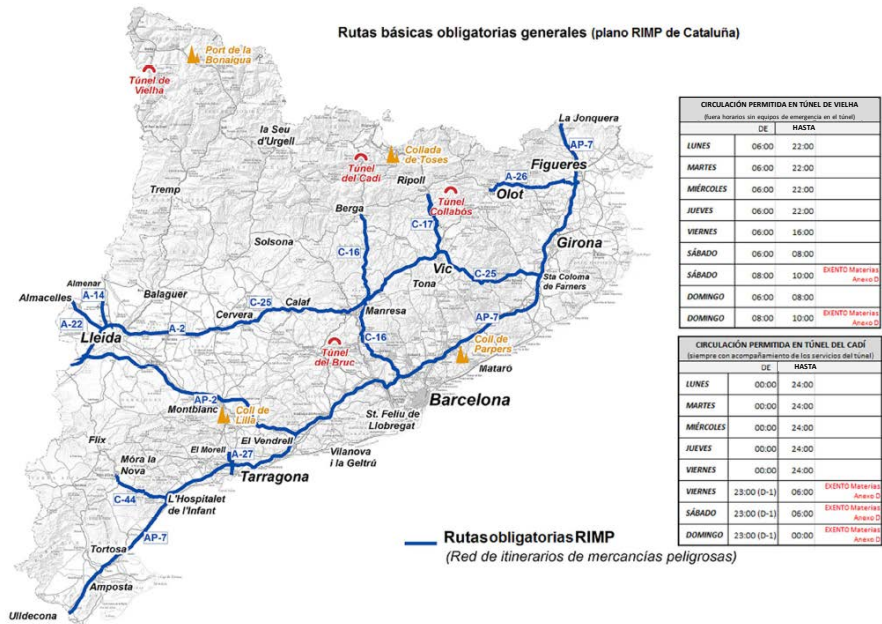 Rutas básicas obligatorias generales (plano RIMP de Cataluña)
Port de la
Bonaigua
Túnel de
Vielha
la Seu
d'Urgell
Collada
de Toses
Túnel
del Cadí
Ripoll
Túnel
Collabós
La Jonquera
AP-7
Figueres
A-26
Olot
Tremp
Berga
C-17
Solsona
C-16
Girona
Vic
C-25
Tona
Sta Coloma
de Farners
Almenar
Almacelles
A-14
Balaguer
C-25
Calaf
Cervera
A-2
Manresa
AP-7
A-22
Lleida
C-16
Túnel
del Bruc
Coll de
Parpers
Mataró
AP-2
Montblanc
Coll de
Lilla
Barcelona
St. Feliu de
Llobregat
El Vendrell
Flix
El Morell
A-27
Vilanova
i la Geltrú
Móra la
Nova
Tarragona
C-44
L'Hospitalet
de l'Infant
AP-7
Tortosa
Amposta
Ulldecona
Rutas obligatorias RIMP
(Red de itinerarios de mercancías peligrosas)
CIRCULACIÓN PERMITIDA EN TÚNEL DE VIELHA
(fuera horarios sin equipos de emergencia en el túnel)
DE HASTA
LUNES 06:00 22:00
MARTES 06:00 22:00
MIÉRCOLES 06:00 22:00
JUEVES 06:00 22:00
VIERNES 06:00 16:00
SÁBADO 06:00 08:00
SÁBADO 08:00 10:00 EXENTO Materias
Anexo D
DOMINGO 06:00 08:00
DOMINGO 08:00 10:00 EXENTO Materias
Anexo D
CIRCULACIÓN PERMITIDA EN TÚNEL DEL CADÍ
(siempre con acompañamiento de los servicios del túnel)
DE HASTA
LUNES 00:00 24:00
MARTES 00:00 24:00
MIÉRCOLES 00:00 24:00
JUEVES 00:00 24:00
VIERNES 00:00 24:00
VIERNES 23:00 (D-1) 06:00 EXENTO Materias
Anexo D
SÁBADO 23:00 (D-1) 06:00 EXENTO Materias
Anexo D
DOMINGO 23:00 (D-1) 00:00 EXENTO Materias
Anexo D